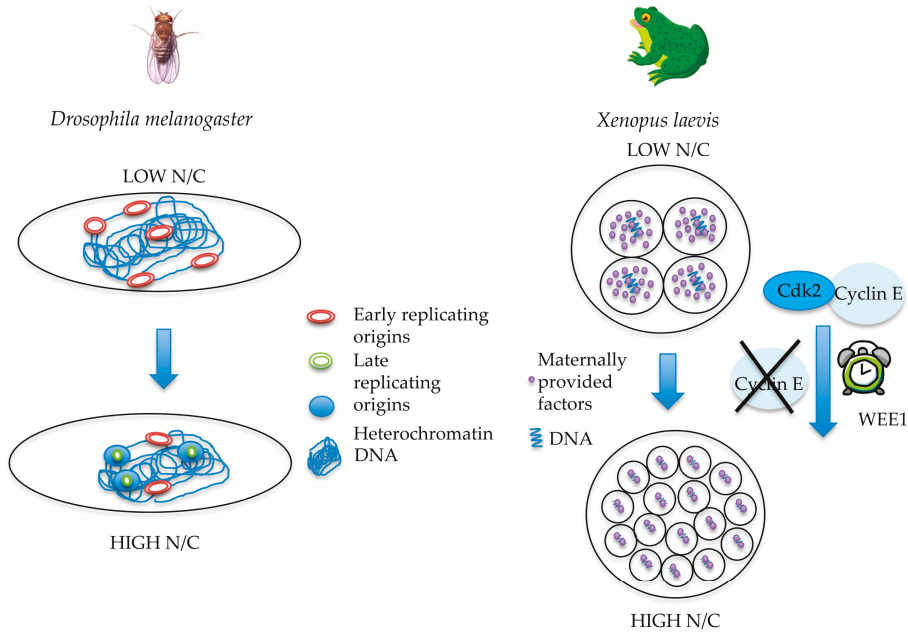 Drosophila melanogaster
LOW N/C
HIGH N/C
Early replicating
origins
Late
replicating
origins
Heterochromatin
DNA
Xenopus laevis
LOW N/C
Maternally
provided
factors
DNA
Cdk2
Cyclin E
Cyclin E
WEE1
HIGH N/C